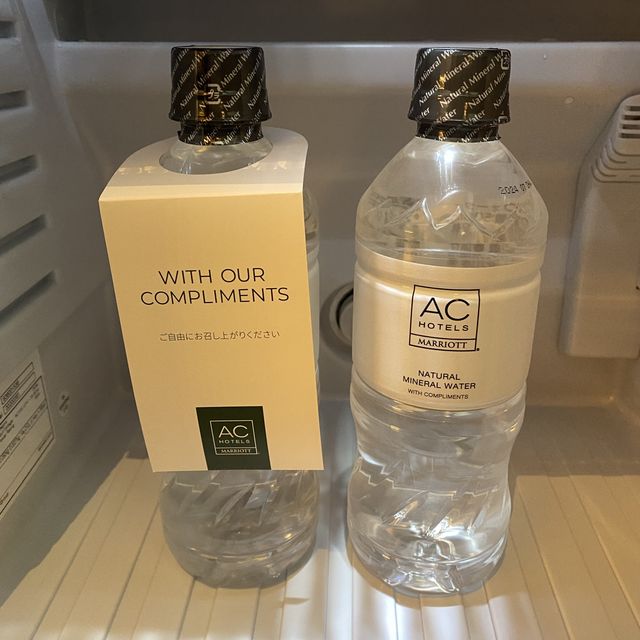 Natural Mineral Water
Natural Mineral Water
WITH OUR
COMPLIMENTS
ご自由にお召し上がりください
AC
HOTELS
MARRIOTT
AC
HOTELS
MARRIOTT
NATURAL
MINERAL WATER
WITH COMPLIMENTS